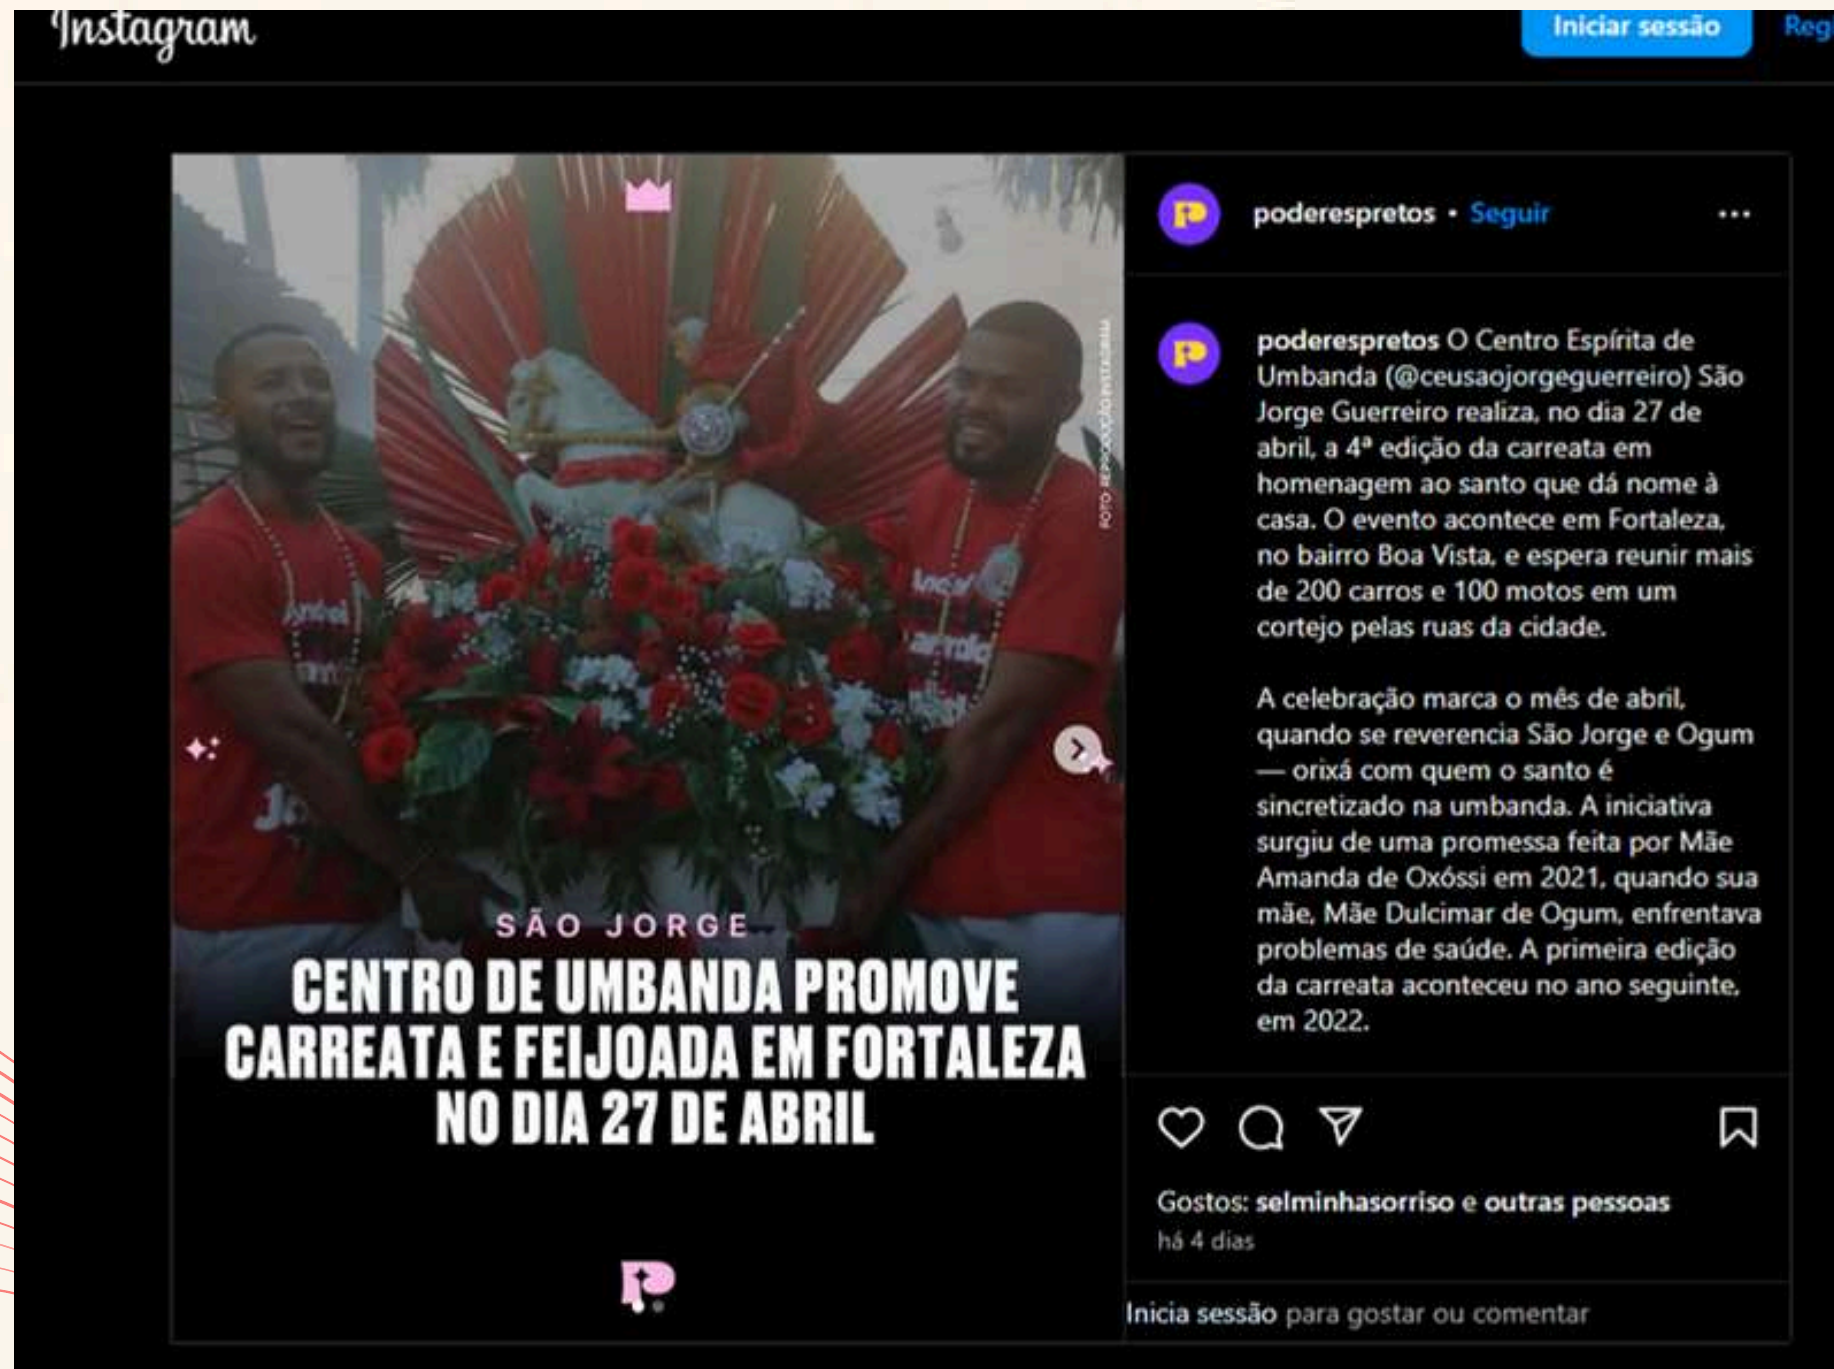 Instagram
Iniciar sessão
Reg
FOTO: REPRODUÇÃO INSTAGRAM
SÃO JORGE
CENTRO DE UMBANDA PROMOVE
CARREATA E FEIJOADA EM FORTALEZA
NO DIA 27 DE ABRIL
P
P
poderespretos • Seguir
P
poderespretos O Centro Espírita de
Umbanda (@ceusaojorgeguerreiro) São
Jorge Guerreiro realiza, no dia 27 de
abril, a 4ª edição da carreata em
homenagem ao santo que dá nome à
casa. O evento acontece em Fortaleza,
no bairro Boa Vista, e espera reunir mais
de 200 carros e 100 motos em um
cortejo pelas ruas da cidade.
A celebração marca o mês de abril,
quando se reverencia São Jorge e Ogum
— orixá com quem o santo é
sincretizado na umbanda. A iniciativa
surgiu de uma promessa feita por Mãe
Amanda de Oxóssi em 2021, quando sua
mãe, Mãe Dulcimar de Ogum, enfrentava
problemas de saúde. A primeira edição
da carreata aconteceu no ano seguinte,
em 2022.
Gostos: selminhasorriso e outras pessoas
há 4 dias
Inicia sessão para gostar ou comentar